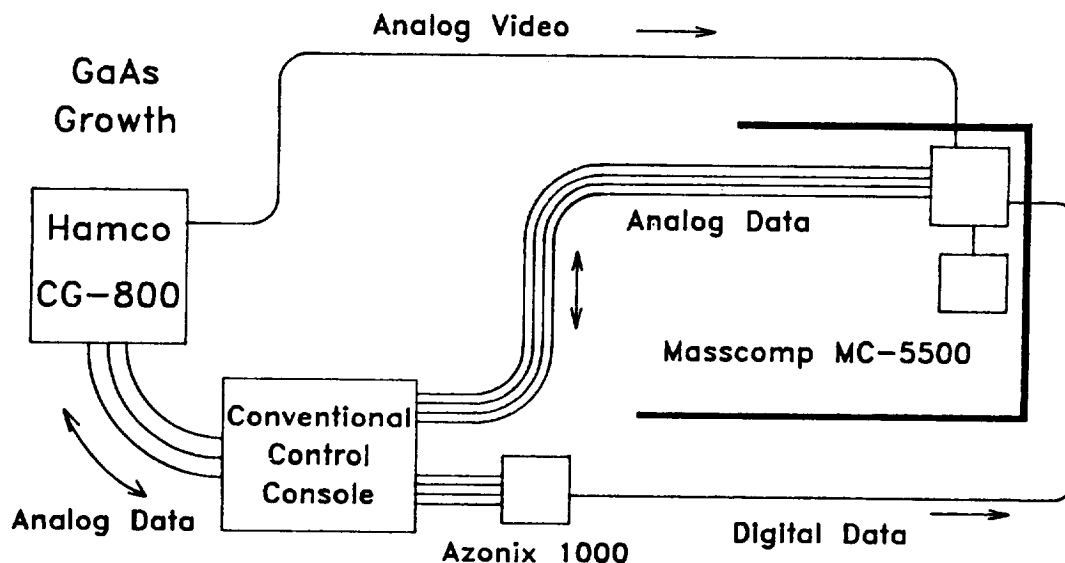 Analog Video
GaAs
Growth
Hamco
CG-800
Analog Data
Masscomp MC-5500
Conventional
Control
Console
Analog Data
Azonix 1000
Digital Data